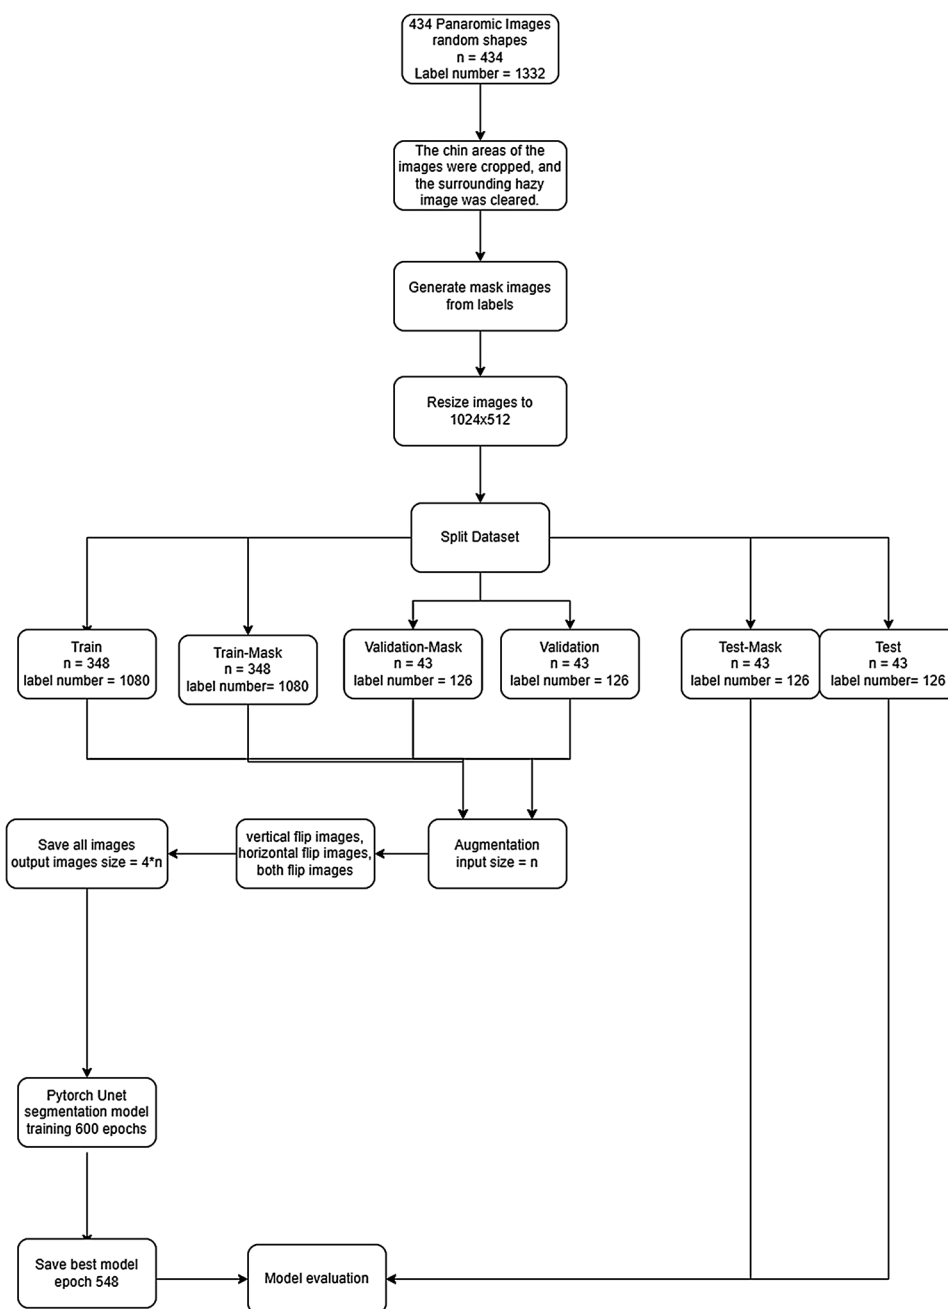 434 Panaromic Images
random shapes
n = 434
Label number = 1332
The chin areas of the
images were cropped, and
the surrounding hazy
image was cleared.
Generate mask images
from labels
Resize images to
1024x512
Split Dataset
Train
n = 348
label number = 1080
Train-Mask
n = 348
label number= 1080
Validation-Mask
n = 43
label number = 126
Validation
n = 43
label number = 126
Test-Mask
n = 43
label number = 126
Test
n = 43
label number= 126
Save all images
output images size = 4*n
vertical flip images,
horizontal flip images,
both flip images
Augmentation
input size = n
Pytorch Unet
segmentation model
training 600 epochs
Save best model
epoch 548
Model evaluation